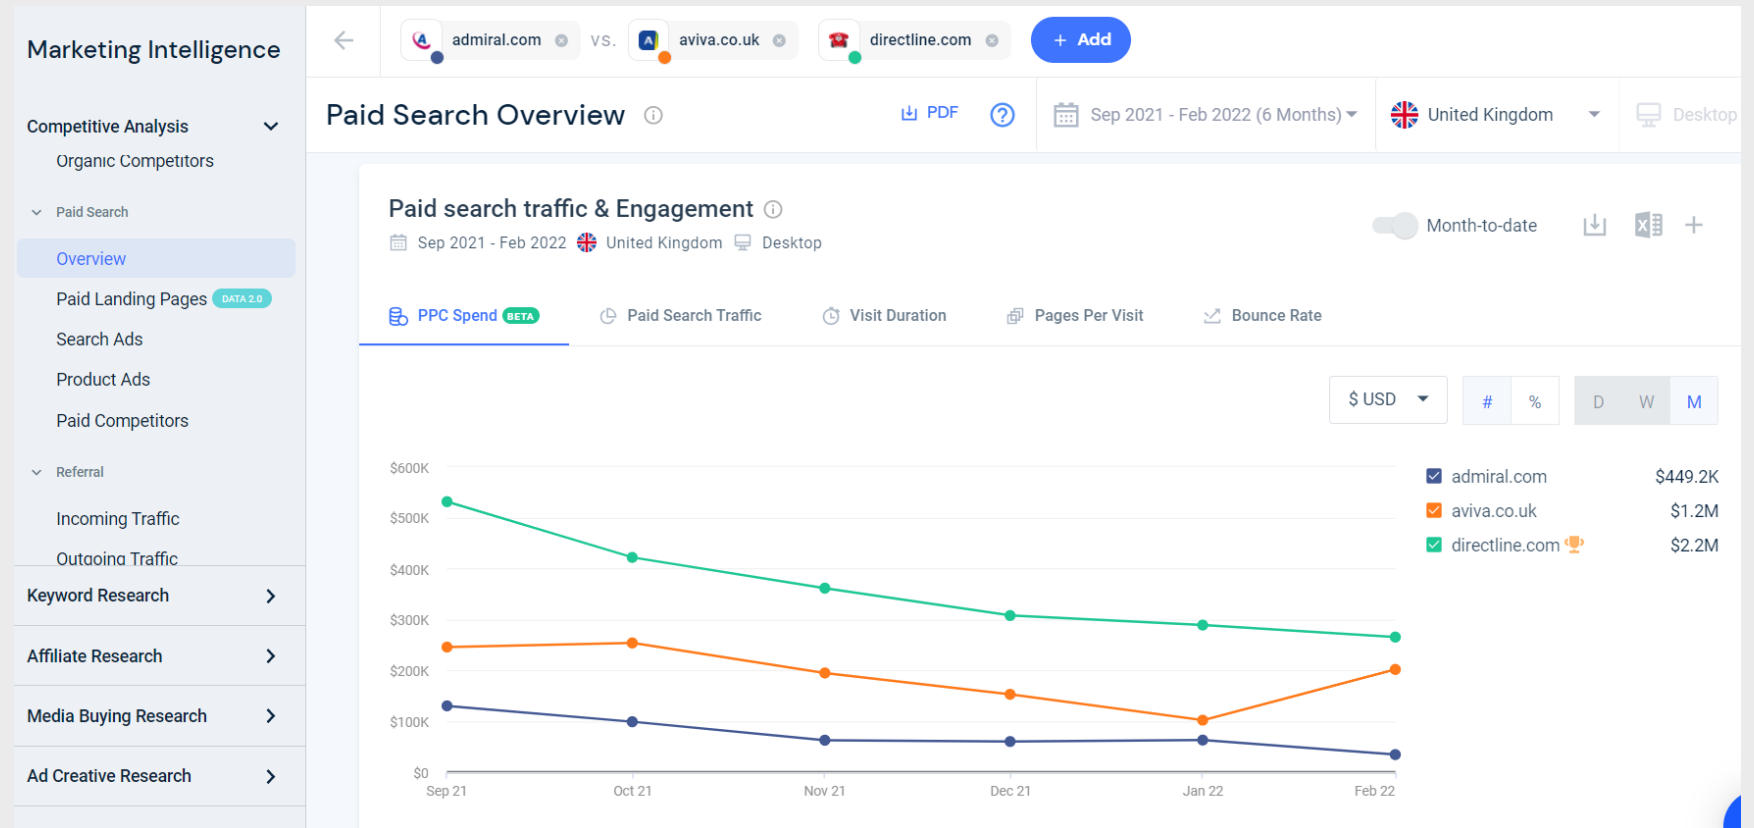 Marketing Intelligence
Competitive Analysis
Organic Competitors
Paid Search
Overview
Paid Landing Pages DATA 2.0
Search Ads
Product Ads
Paid Competitors
Referral
Incoming Traffic
Outgoing Traffic
Keyword Research
Affiliate Research
Media Buying Research
Ad Creative Research
admiral.com vs. aviva.co.uk directline.com + Add
Paid Search Overview PDF ? Sep 2021 - Feb 2022 (6 Months) United Kingdom Desktop
Paid search traffic & Engagement
Sep 2021 - Feb 2022 United Kingdom Desktop
Month-to-date
PPC Spend BETA Paid Search Traffic Visit Duration Pages Per Visit Bounce Rate
$ USD # % D W M
$600K
$500K
$400K
$300K
$200K
$100K
$0
Sep 21 Oct 21 Nov 21 Dec 21 Jan 22 Feb 22
admiral.com $449.2K
aviva.co.uk $1.2M
directline.com $2.2M